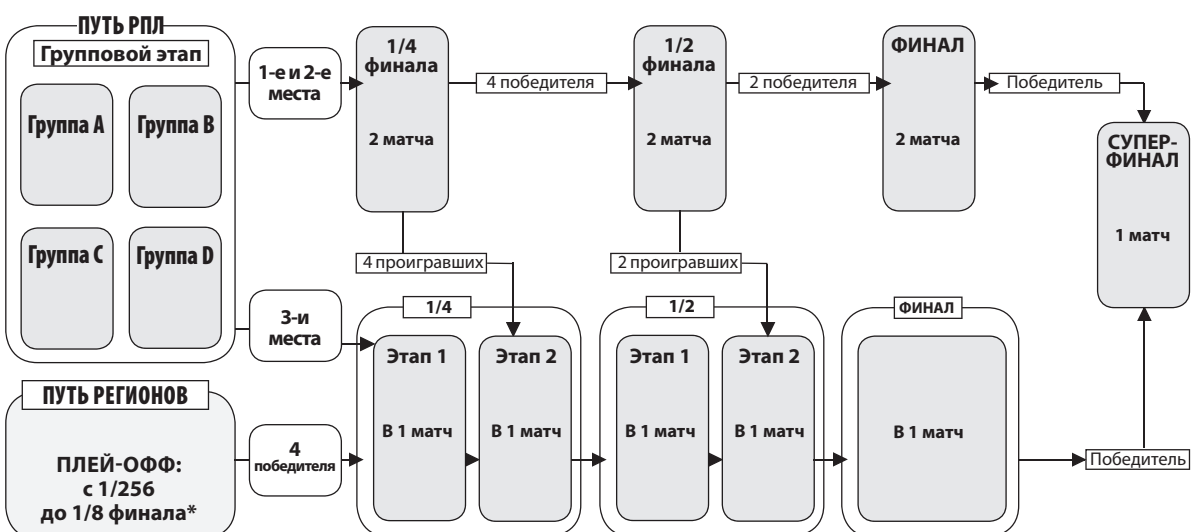 ПУТЬ РПЛ
Групповой этап
Группа A
Группа B
Группа C
Группа D
1-е и 2-е
места
1/4
финала
2 матча
4 победителя
1/2
финала
2 матча
2 победителя
ФИНАЛ
2 матча
Победитель
СУПЕР-
ФИНАЛ
1 матч
4 проигравших
2 проигравших
3-и
места
1/4
Этап 1
В 1 матч
Этап 2
В 1 матч
1/2
Этап 1
В 1 матч
Этап 2
В 1 матч
ФИНАЛ
В 1 матч
Победитель
ПУТЬ РЕГИОНОВ
ПЛЕЙ-ОФФ:
с 1/256
до 1/8 финала*
4
победителя